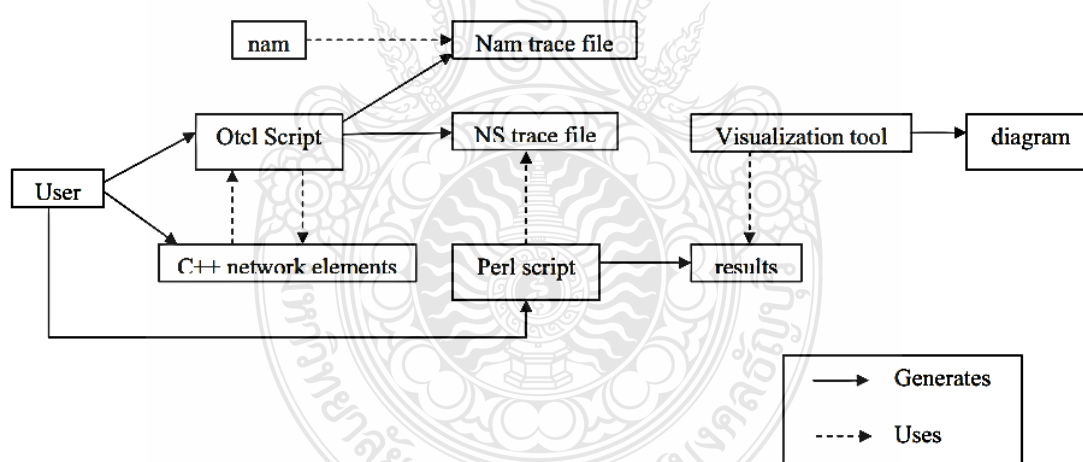 nam
Nam trace file
Otcl Script
NS trace file
Visualization tool
diagram
User
C++ network elements
Perl script
results
Generates
Uses